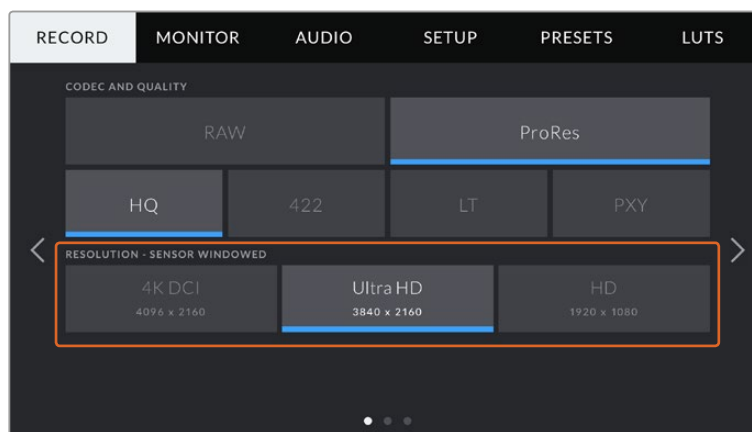 RECORD MONITOR AUDIO SETUP PRESETS LUTS
CODEC AND QUALITY
RAW ProRes
HQ 422 LT PXY
RESOLUTION - SENSOR WINDOWED
4K DCI Ultra HD HD
4096 x 2160 3840 x 2160 1920 x 1080